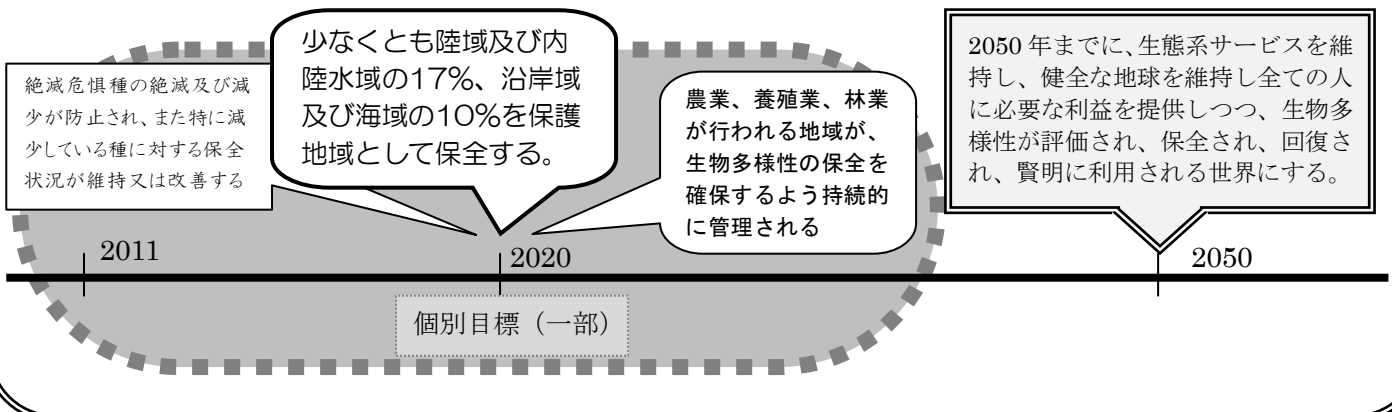 絶滅危惧種の絶滅及び減
少が防止され、また特に減
少している種に対する保全
状況が維持又は改善する
少なくとも陸域及び内
陸水域の17%、沿岸域
及び海域の10%を保護
地域として保全する。
農業、養殖業、林業
が行われる地域が、
生物多様性の保全を
確保するよう持続的
に管理される
2050 年までに、生態系サービスを維
持し、健全な地球を維持し全ての人
に必要な利益を提供しつつ、生物多
様性が評価され、保全され、回復さ
れ、賢明に利用される世界にする。
2011
2020
2050
個別目標（一部）